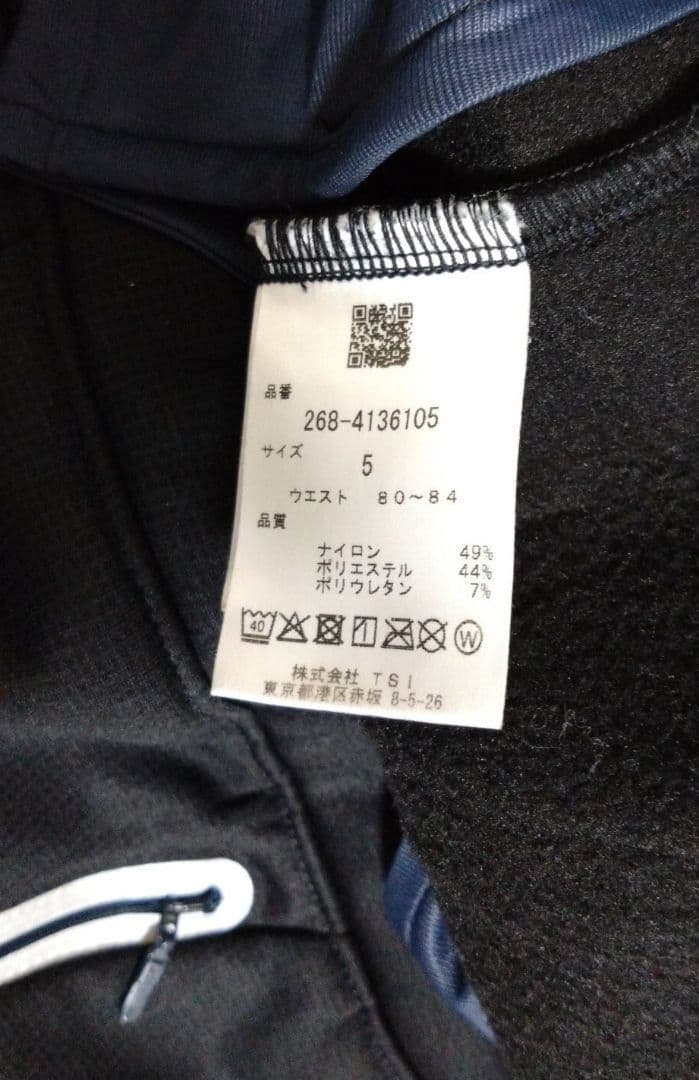 品番
268-4136105
サイズ
5
ウエスト 80～84
品質
ナイロン 49%
ポリエステル 44%
ポリウレタン 7%
40 W
株式会社 TSI
東京都港区赤坂 8-5-26